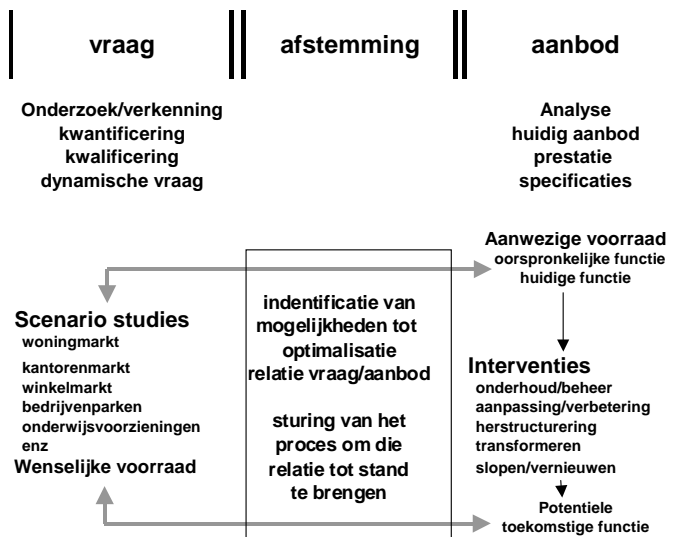 vraag
afstemming
aanbod
Onderzoek/verkenning
kwantificering
kwalificering
dynamische vraag
Analyse
huidig aanbod
prestatie
specificaties
Aanwezige voorraad
oorspronkelijke functie
huidige functie
Scenario studies
woningmarkt
kantorenmarkt
winkelmarkt
bedrijvenparken
onderwijsvoorzieningen
enz
Wenselijke voorraad
indentificatie van
mogelijkheden tot
optimalisatie
relatie vraag/aanbod
sturing van het
proces om die
relatie tot stand
te brengen
Interventies
onderhoud/beheer
aanpassing/verbetering
herstructurering
transformeren
slopen/vernieuwen
Potentiele
toekomstige functie